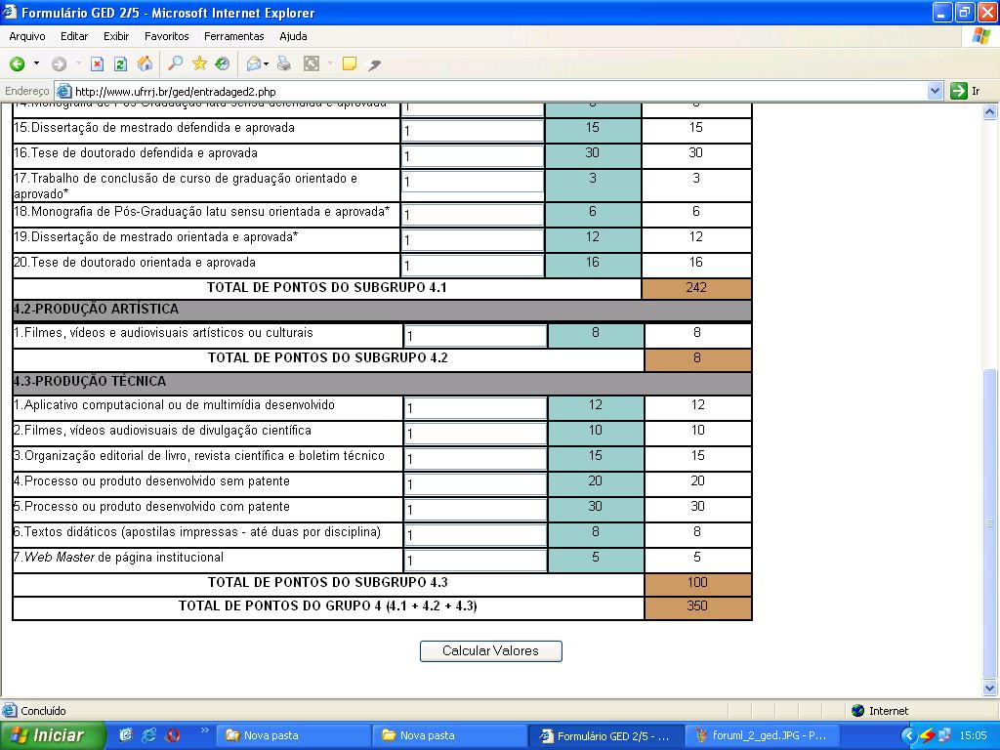 Formulário GED 2/5 - Microsoft Internet Explorer
Arquivo Editar Exibir Favoritos Ferramentas Ajuda
Endereço http://www.ufrrj.br/ged/entradaged2.php Ir
14.Monografia de Pós-Graduação latu sensu defendida e aprovada 1
15.Dissertação de mestrado defendida e aprovada 1 15 15
16.Tese de doutorado defendida e aprovada 1 30 30
17.Trabalho de conclusão de curso de graduação orientado e
aprovado* 1 3 3
18.Monografia de Pós-Graduação latu sensu orientada e aprovada* 1 6 6
19.Dissertação de mestrado orientada e aprovada* 1 12 12
20.Tese de doutorado orientada e aprovada 1 16 16
TOTAL DE PONTOS DO SUBGRUPO 4.1 242
4.2-PRODUÇÃO ARTÍSTICA
1.Filmes, vídeos e audiovisuais artísticos ou culturais 1 8 8
TOTAL DE PONTOS DO SUBGRUPO 4.2 8
4.3-PRODUÇÃO TÉCNICA
1.Aplicativo computacional ou de multimídia desenvolvido 1 12 12
2.Filmes, vídeos audiovisuais de divulgação científica 1 10 10
3.Organização editorial de livro, revista científica e boletim técnico 1 15 15
4.Processo ou produto desenvolvido sem patente 1 20 20
5.Processo ou produto desenvolvido com patente 1 30 30
6.Textos didáticos (apostilas impressas - até duas por disciplina) 1 8 8
7.Web Master de página institucional 1 5 5
TOTAL DE PONTOS DO SUBGRUPO 4.3 100
TOTAL DE PONTOS DO GRUPO 4 (4.1 + 4.2 + 4.3) 350
Calcular Valores
Concluído Internet
Iniciar Nova pasta Nova pasta Formulário GED 2/5 - ... foruml_2_ged.JPG - P... 15:05